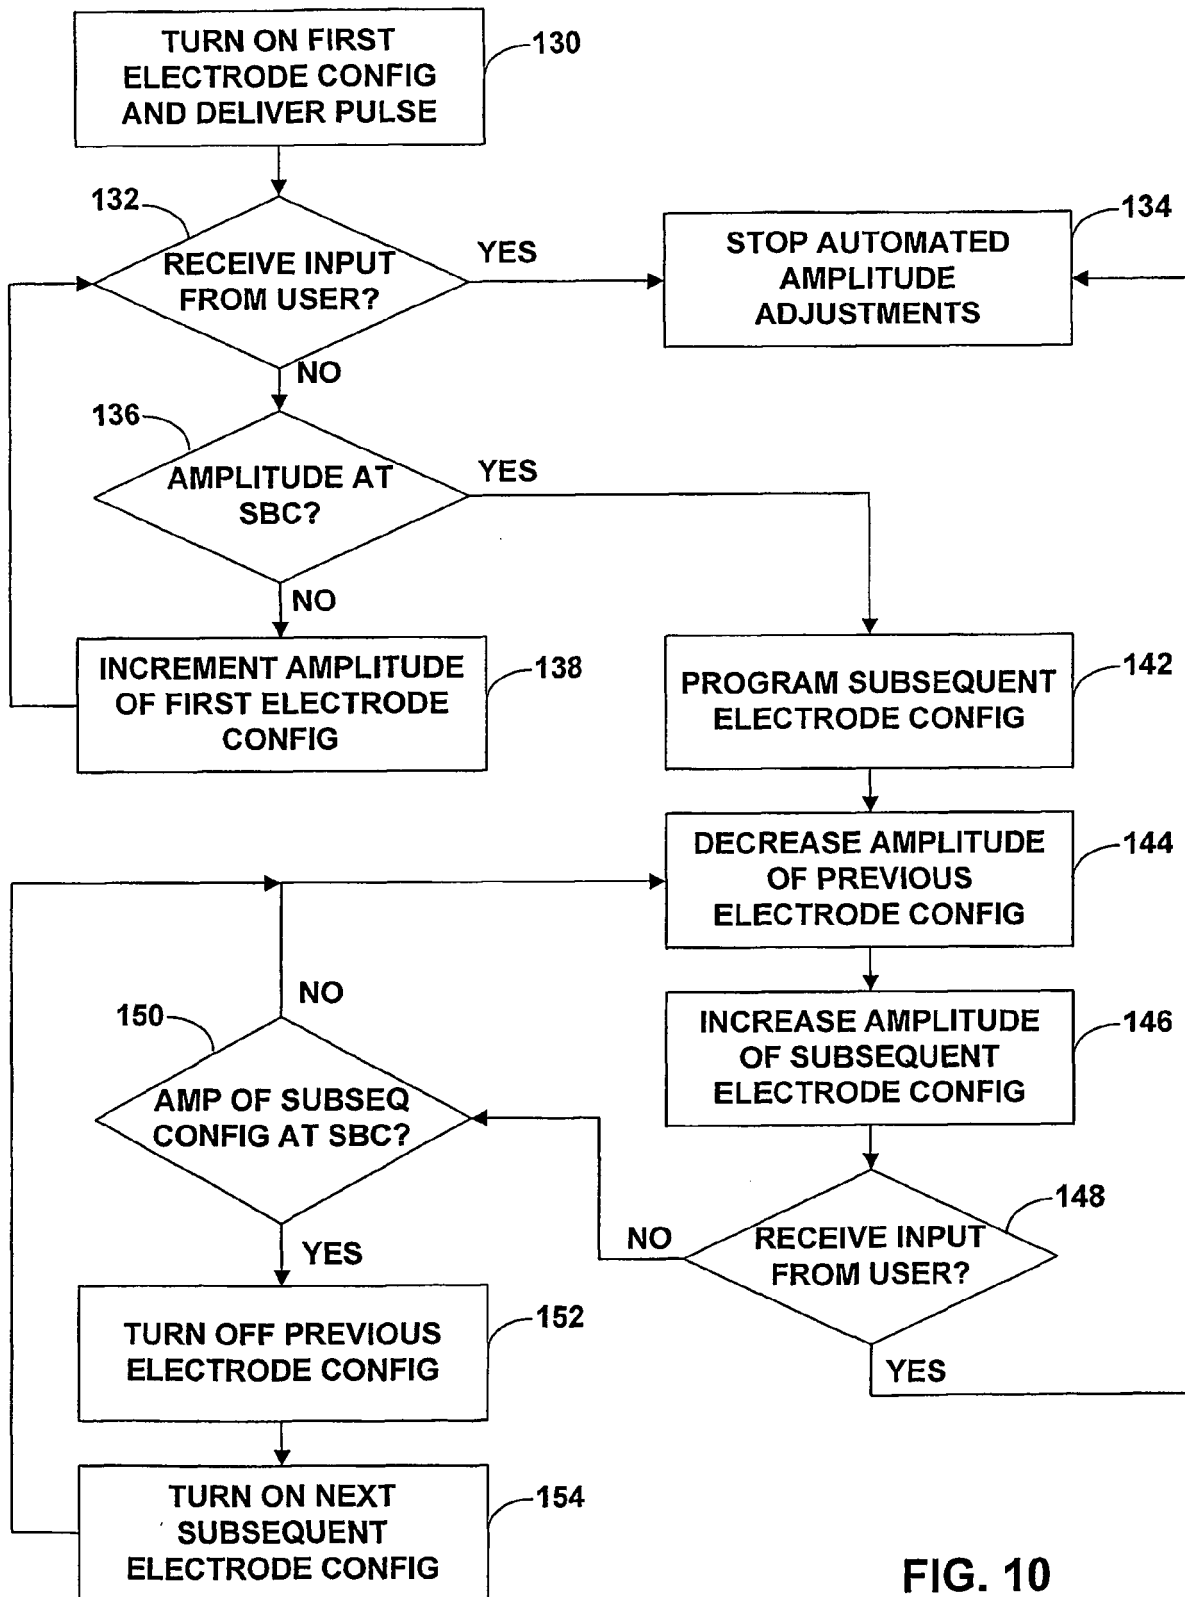 TURN ON FIRST
ELECTRODE CONFIG
AND DELIVER PULSE
130
132
RECEIVE INPUT
FROM USER?
YES
STOP AUTOMATED
AMPLITUDE
ADJUSTMENTS
134
NO
136
AMPLITUDE AT
SBC?
YES
NO
INCREMENT AMPLITUDE
OF FIRST ELECTRODE
CONFIG
138
PROGRAM SUBSEQUENT
ELECTRODE CONFIG
142
DECREASE AMPLITUDE
OF PREVIOUS
ELECTRODE CONFIG
144
INCREASE AMPLITUDE
OF SUBSEQUENT
ELECTRODE CONFIG
146
RECEIVE INPUT
FROM USER?
148
NO
YES
NO
150
AMP OF SUBSEQ
CONFIG AT SBC?
YES
TURN OFF PREVIOUS
ELECTRODE CONFIG
152
TURN ON NEXT
SUBSEQUENT
ELECTRODE CONFIG
154
FIG. 10